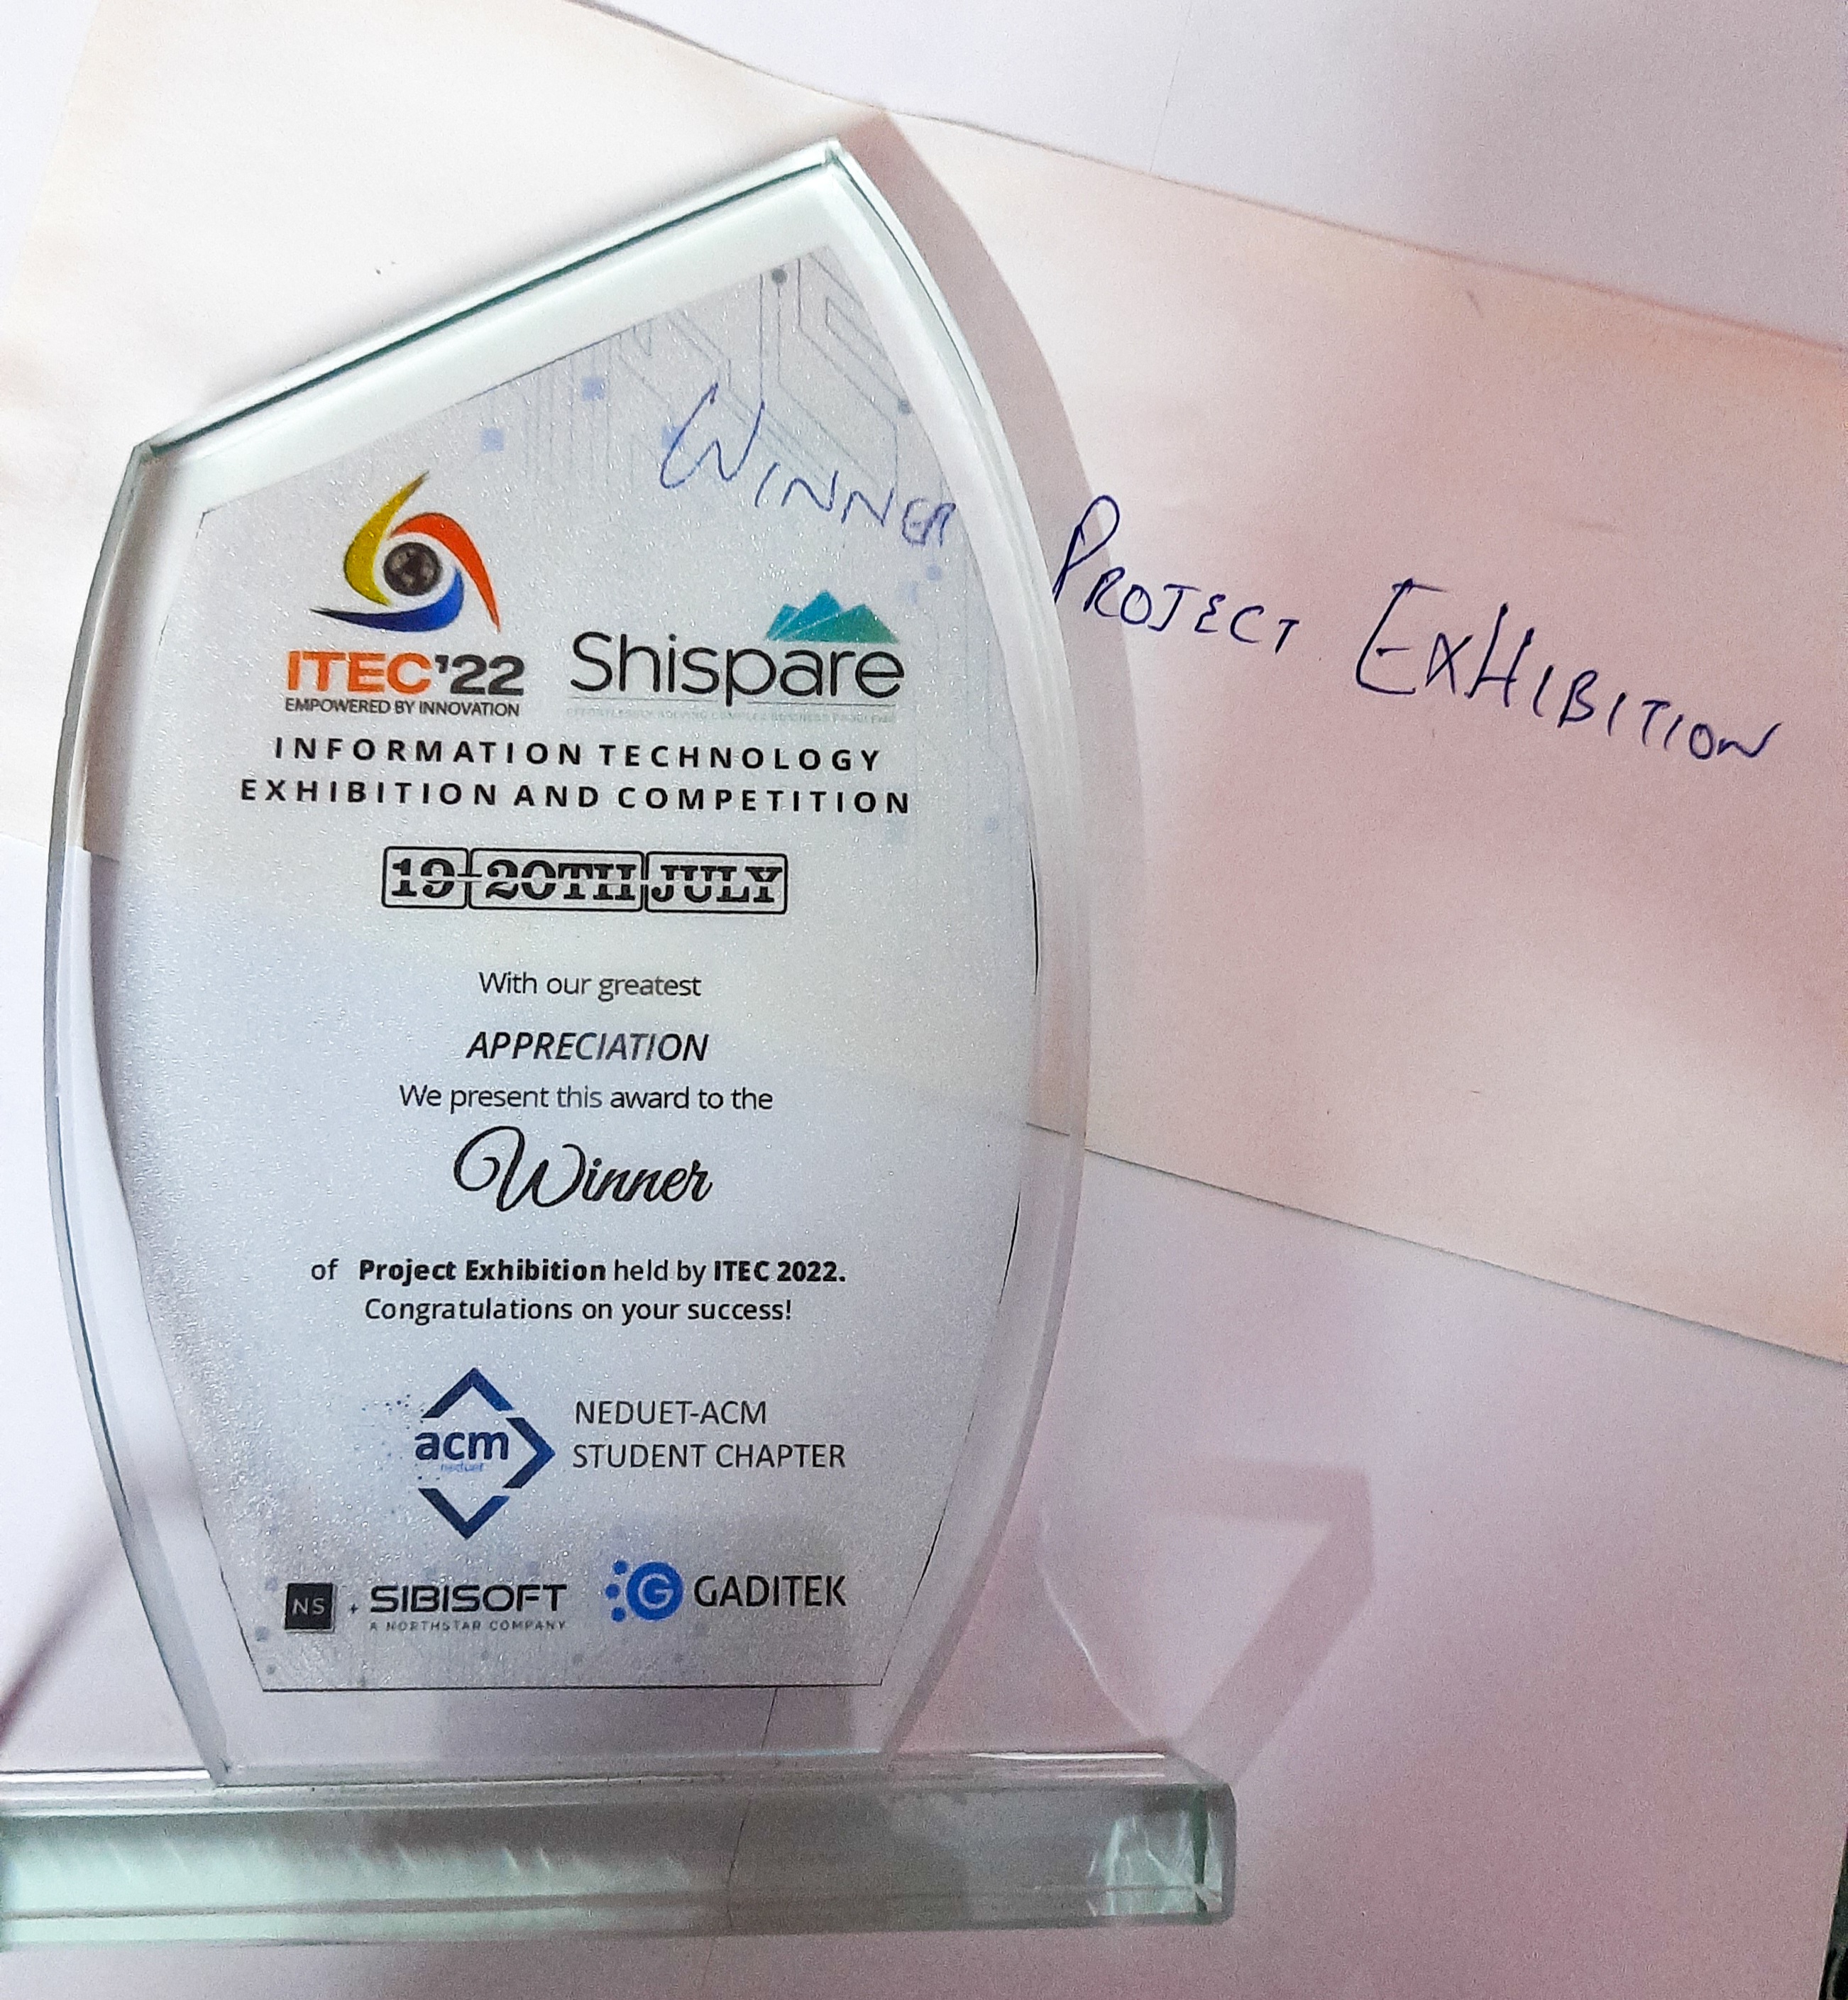 WINNER PROJECT EXHIBITION
ITEC'22
EMPOWERED BY INNOVATION
Shispare
INFORMATION TECHNOLOGY
EXHIBITION AND COMPETITION
19-20TH JULY
With our greatest
APPRECIATION
We present this award to the
Winner
of Project Exhibition held by ITEC 2022.
Congratulations on your success!
acm
neduet
NEDUET-ACM
STUDENT CHAPTER
NS + SIBISOFT
A NORTHSTAR COMPANY
G GADITEK